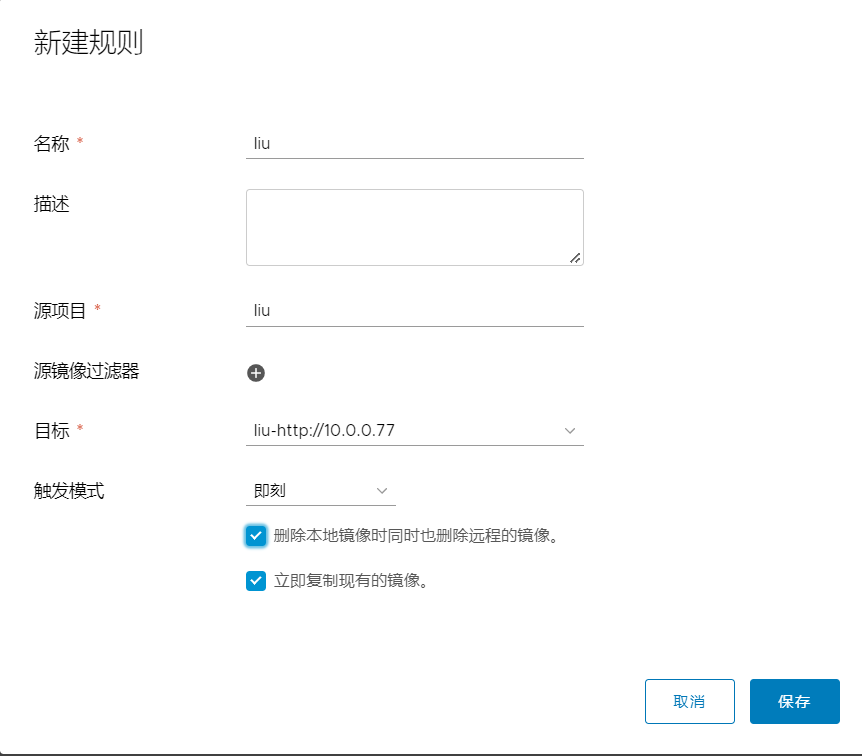 新建规则
名称 * liu
描述
源项目 * liu
源镜像过滤器
目标 * liu-http://10.0.0.77
触发模式 即刻
删除本地镜像时同时也删除远程的镜像。
立即复制现有的镜像。
取消 保存